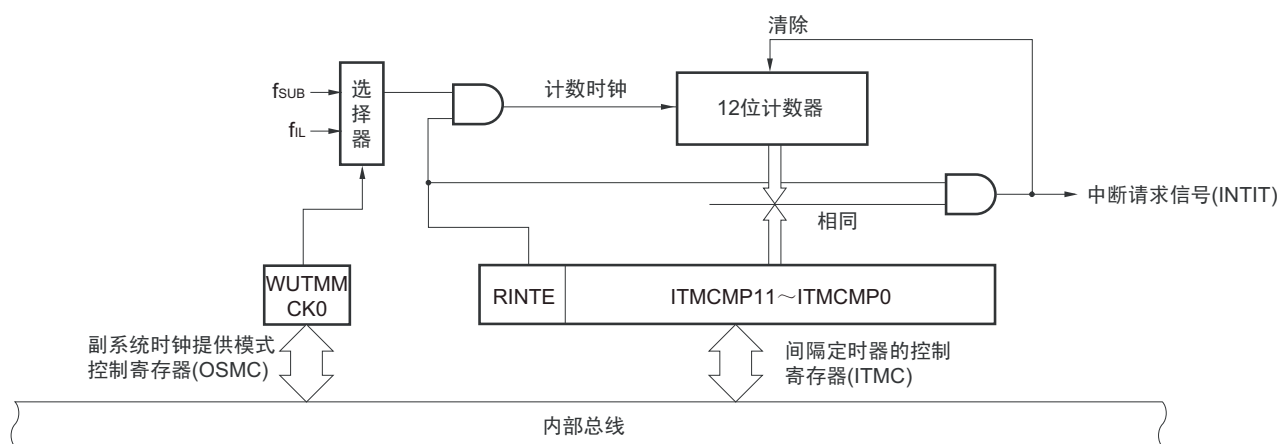 清除
fSUB
选
择
器
计数时钟
12位计数器
fIL
中断请求信号(INTIT)
相同
WUTMM
CK0
RINTE
ITMCMP11～ITMCMP0
副系统时钟提供模式
控制寄存器(OSMC)
间隔定时器的控制
寄存器(ITMC)
内部总线